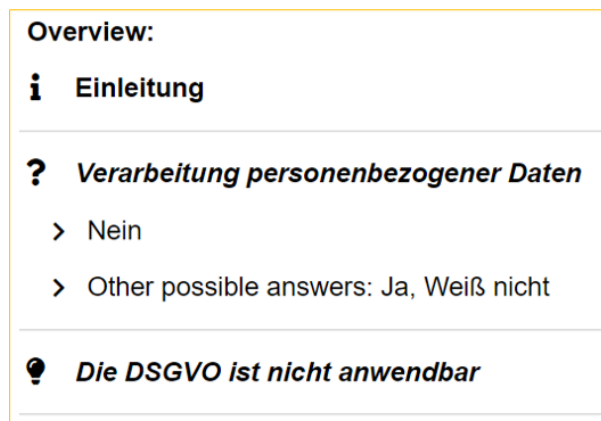 Overview:
Einleitung
Verarbeitung personenbezogener Daten
Nein
Other possible answers: Ja, Weiß nicht
Die DSGVO ist nicht anwendbar